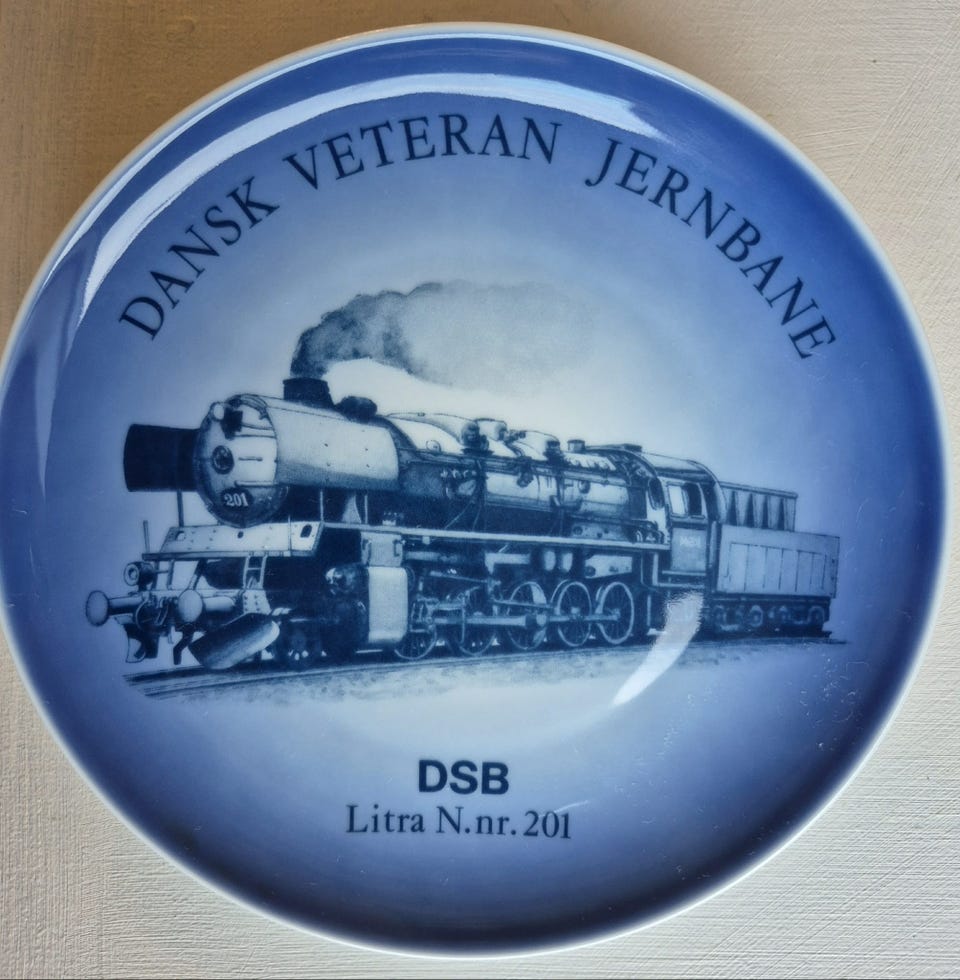 DANSK VETERAN JERNBANE
201
DSB
Litra N.nr.201